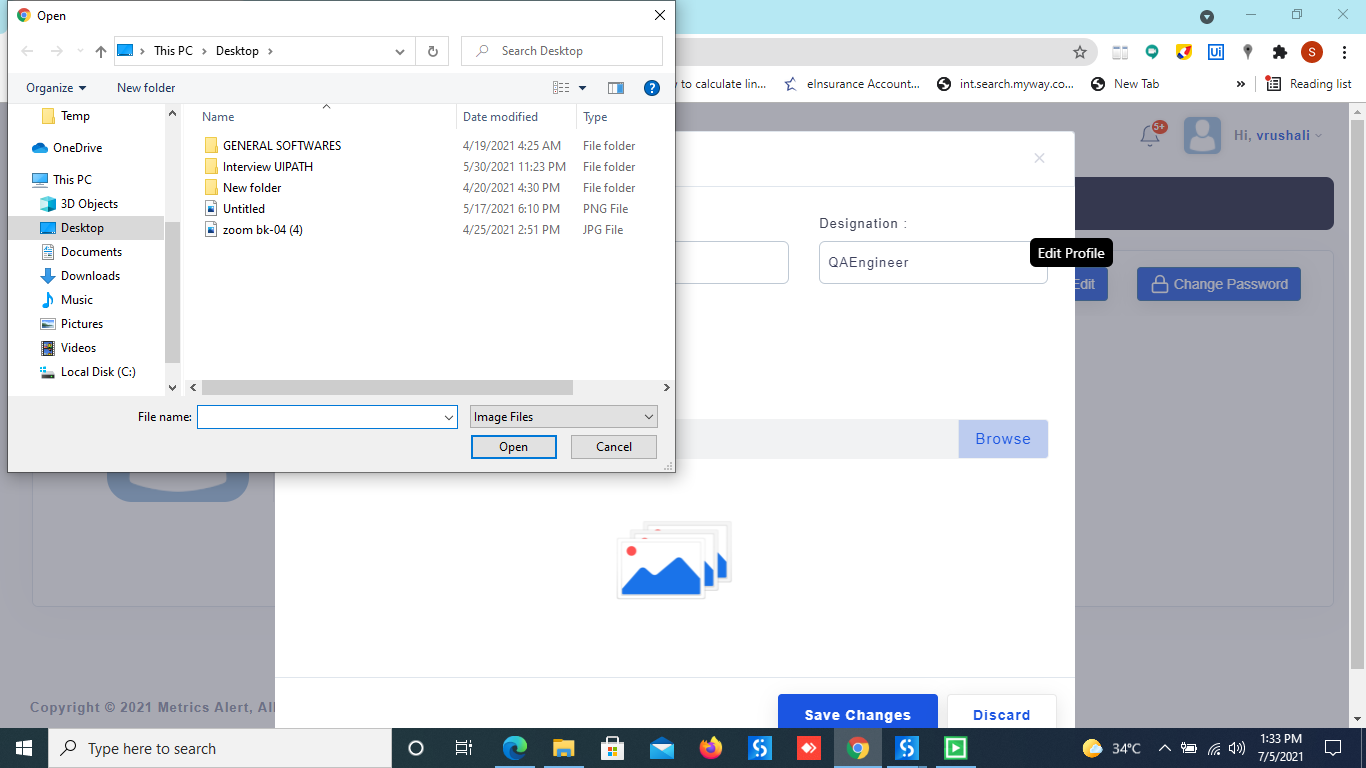 Open
This PC
Desktop
Search Desktop
Organize
New folder
Temp
OneDrive
This PC
3D Objects
Desktop
Documents
Downloads
Music
Pictures
Videos
Local Disk (C:)
Name Date modified Type
GENERAL SOFTWARES 4/19/2021 4:25 AM File folder
Interview UIPATH 5/30/2021 11:23 PM File folder
New folder 4/20/2021 4:30 PM File folder
Untitled 5/17/2021 6:10 PM PNG File
zoom bk-04 (4) 4/25/2021 2:51 PM JPG File
File name:
Image Files
Open
Cancel
S
to calculate lin...
eInsurance Account...
int.search.myway.co...
New Tab
»
Reading list
5+
Hi, vrushali
Designation :
QAEngineer
Edit Profile
Edit
Change Password
Browse
Save Changes
Discard
Copyright © 2021 Metrics Alert, All
Type here to search
34°C
1:33 PM
7/5/2021